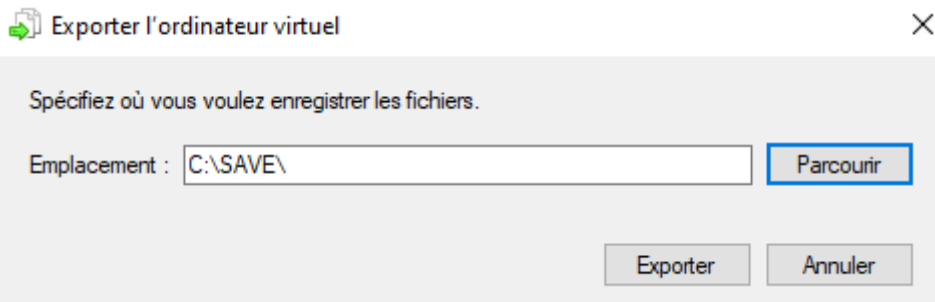 Exporter l'ordinateur virtuel
Spécifiez où vous voulez enregistrer les fichiers.
Emplacement : C:\SAVE\ Parcourir
Exporter Annuler